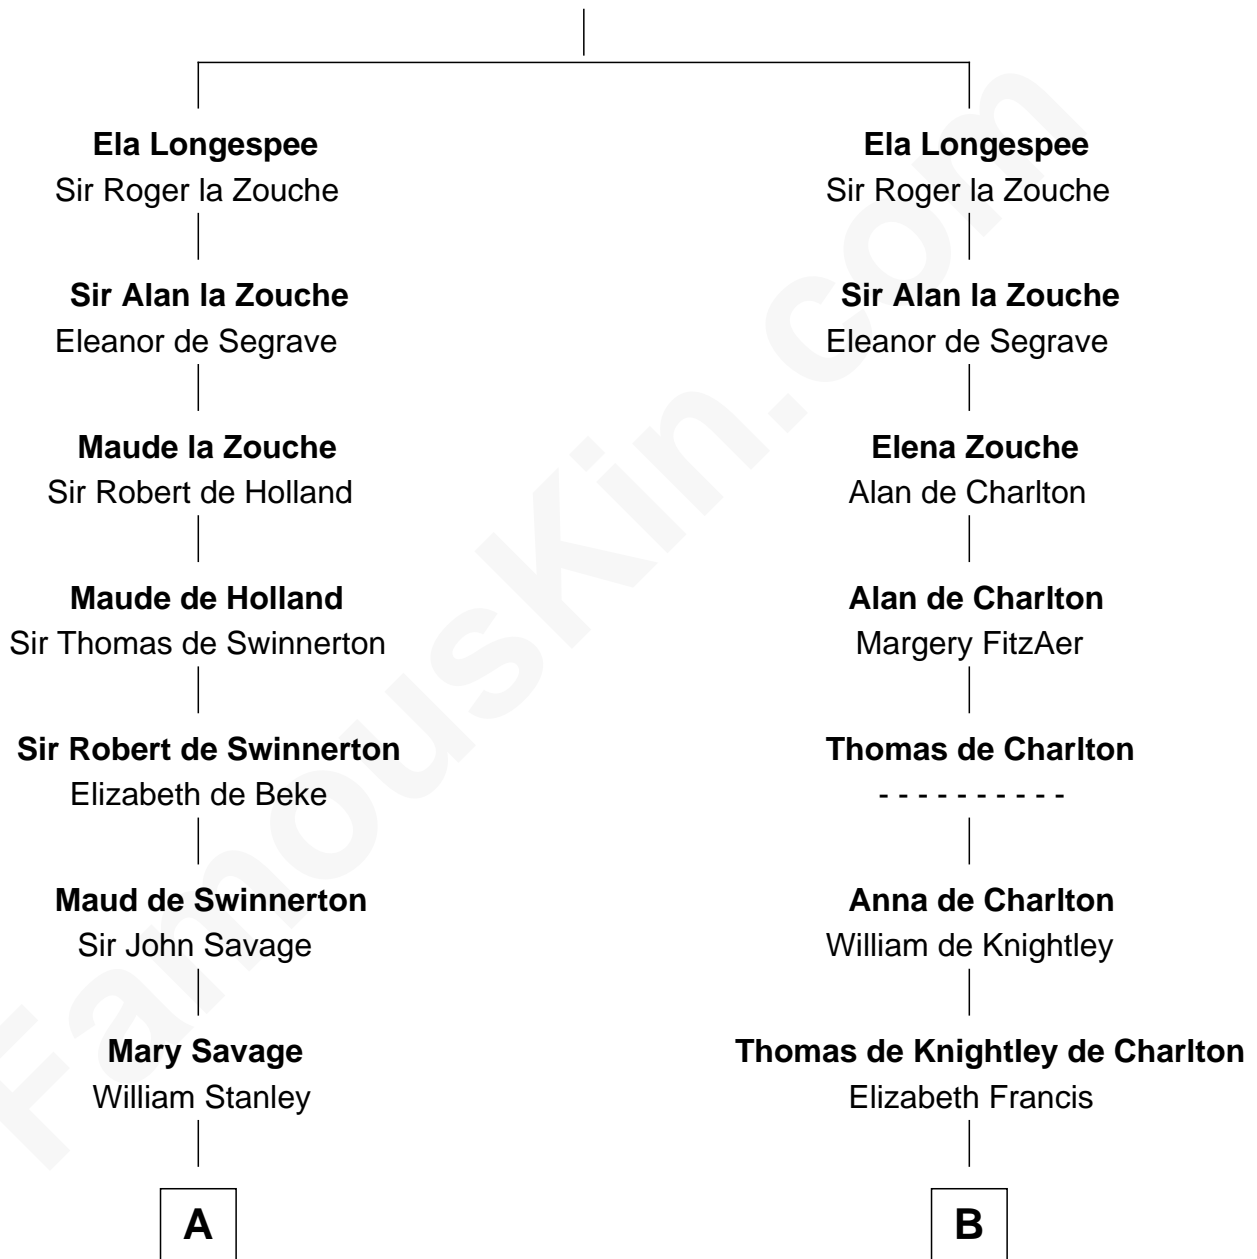 Ela Longespee
Sir Roger la Zouche
Sir Alan la Zouche
Eleanor de Segrave
Maude la Zouche
Sir Robert de Holland
Maude de Holland
Sir Thomas de Swinnerton
Sir Robert de Swinnerton
Elizabeth de Beke
Maud de Swinnerton
Sir John Savage
Mary Savage
William Stanley
A
Ela Longespee
Sir Roger la Zouche
Sir Alan la Zouche
Eleanor de Segrave
Elena Zouche
Alan de Charlton
Alan de Charlton
Margery FitzAer
Thomas de Charlton
- - - - - - - - - -
Anna de Charlton
William de Knightley
Thomas de Knightley de Charlton
Elizabeth Francis
B
FamousKin.com